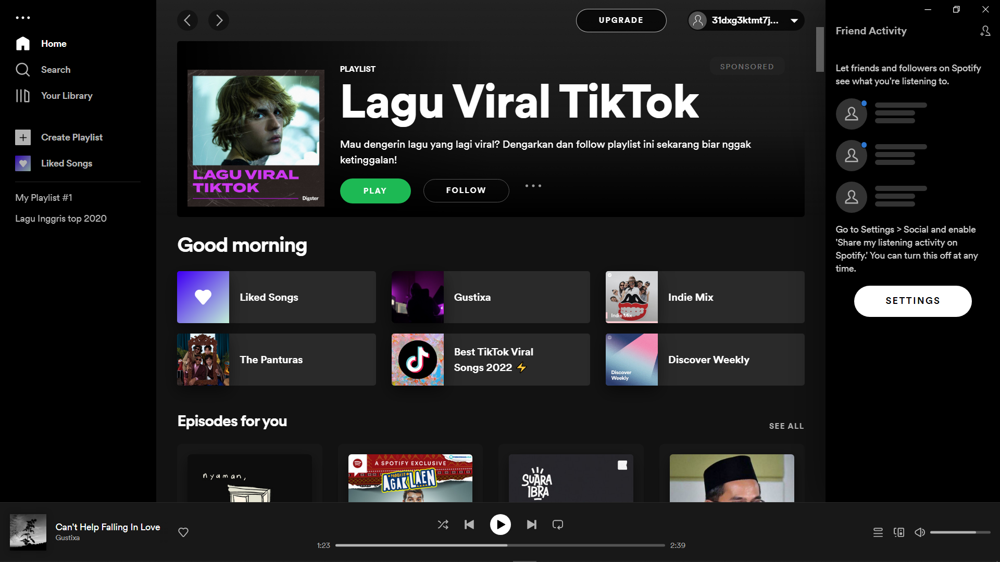 Home
Search
Your Library
Create Playlist
Liked Songs
My Playlist #1
Lagu Inggris top 2020
UPGRADE
31dxg3ktmt7j...
PLAYLIST
SPONSORED
Lagu Viral TikTok
Mau dengerin lagu yang lagi viral? Dengarkan dan follow playlist ini sekarang biar nggak
ketinggalan!
PLAY
FOLLOW
LAGU VIRAL
TIKTOK
Digster
Good morning
Liked Songs
Gustixa
Indie Mix
Indie Mix
The Panturas
Best TikTok Viral
Songs 2022 ⚡
Discover
Weekly
Discover Weekly
Episodes for you
SEE ALL
nyaman,
A SPOTIFY EXCLUSIVE
PODCAST
AGAK LAEN
SUARA
IBRA
Friend Activity
Let friends and followers on Spotify
see what you're listening to.
Go to Settings > Social and enable
'Share my listening activity on
Spotify.' You can turn this off at any
time.
SETTINGS
Can't Help Falling In Love
Gustixa
1:23
2:39